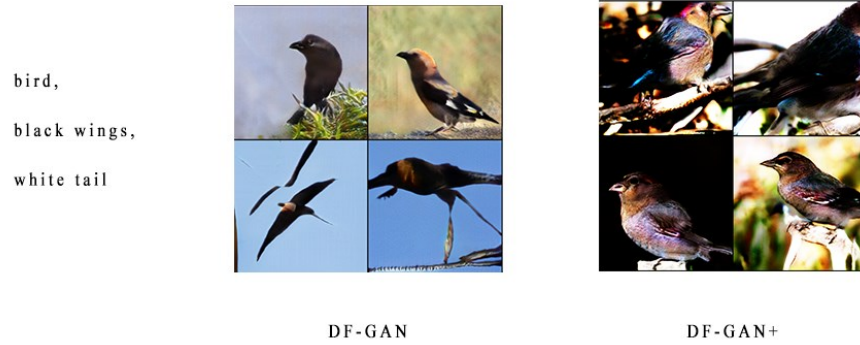 bird,
black wings,
white tail
DF-GAN
DF-GAN+